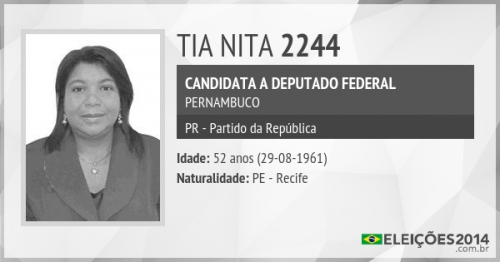 TIA NITA 2244
CANDIDATA A DEPUTADO FEDERAL
PERNAMBUCO
PR - Partido da República
Idade: 52 anos (29-08-1961)
Naturalidade: PE - Recife
ELEIÇÕES2014
.com.br